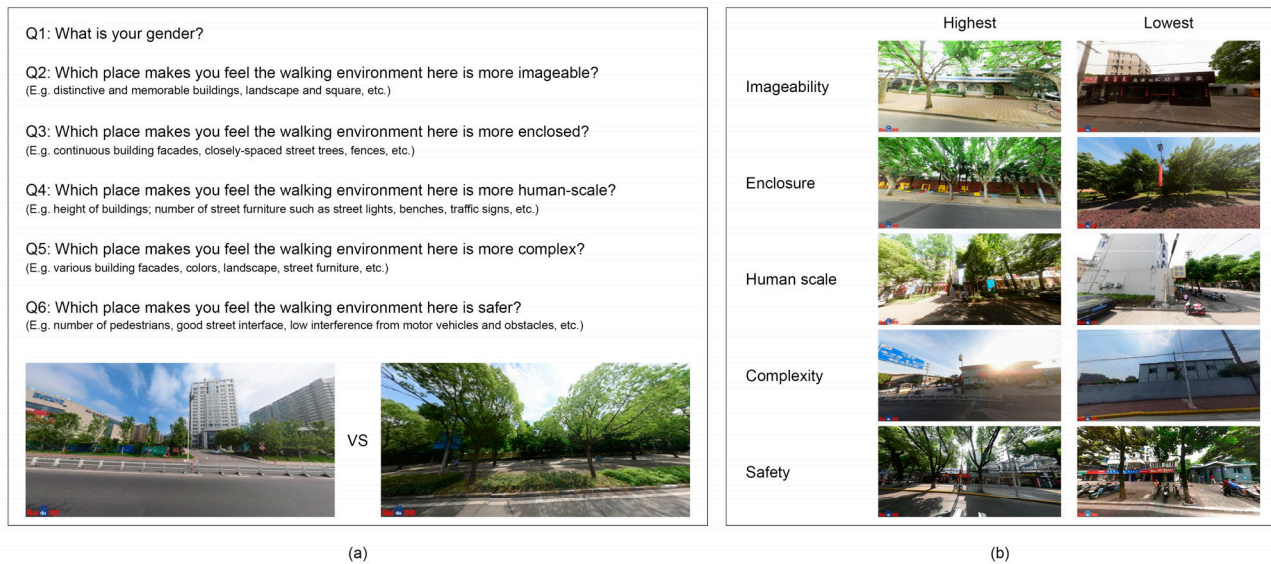 Q1: What is your gender?
Q2: Which place makes you feel the walking environment here is more imageable?
(E.g. distinctive and memorable buildings, landscape and square, etc.)
Q3: Which place makes you feel the walking environment here is more enclosed?
(E.g. continuous building facades, closely-spaced street trees, fences, etc.)
Q4: Which place makes you feel the walking environment here is more human-scale?
(E.g. height of buildings; number of street furniture such as street lights, benches, traffic signs, etc.)
Q5: Which place makes you feel the walking environment here is more complex?
(E.g. various building facades, colors, landscape, street furniture, etc.)
Q6: Which place makes you feel the walking environment here is safer?
(E.g. number of pedestrians, good street interface, low interference from motor vehicles and obstacles, etc.)
VS
(a)
Highest
Lowest
Imageability
Enclosure
Human scale
Complexity
Safety
(b)